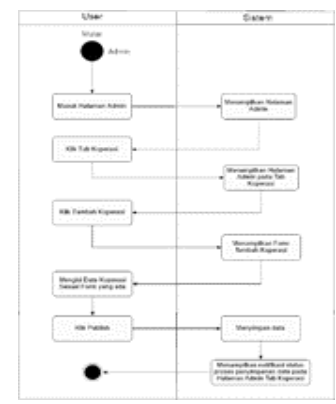 User
Sistem
Mulai
Admin
Masuk Halaman Admin
Menampilkan Halaman
Admin
Klik Tab Koperasi
Menampilkan Halaman
Admin pada Tab
Koperasi
Klik Tambah Koperasi
Menampilkan Form
Tambah Koperasi
Mengisi Data Koperasi
Sesuai Form yang ada
Klik Publish
Menyimpan data
Menampilkan notifikasi status
proses penyimpanan data pada
Halaman Admin Tab Koperasi